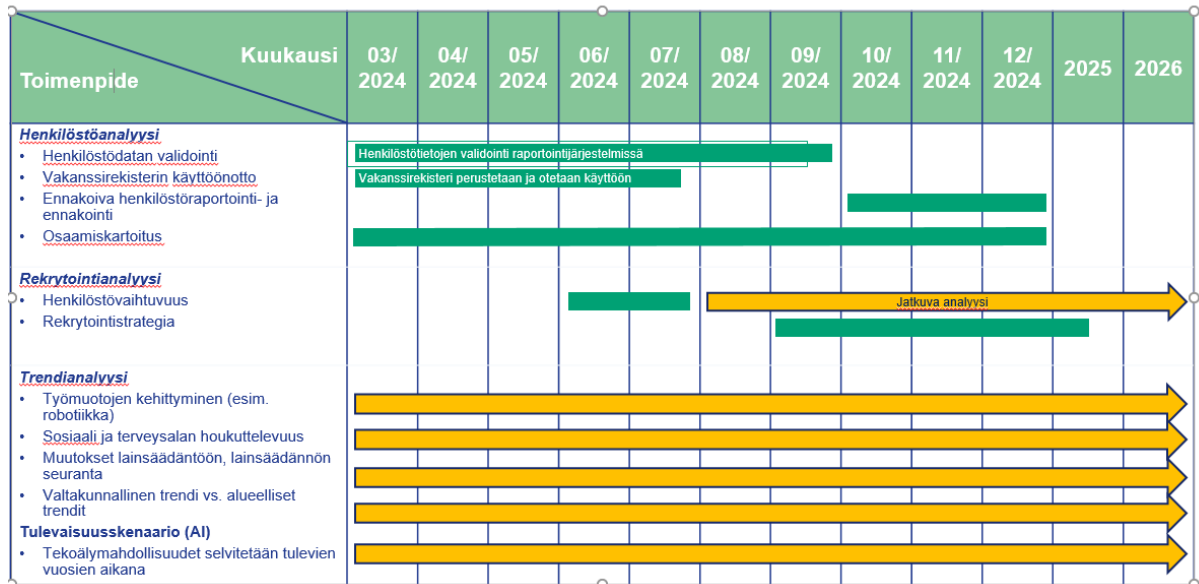 Kuukausi
Toimenpide
03/
2024
04/
2024
05/
2024
06/
2024
07/
2024
08/
2024
09/
2024
10/
2024
11/
2024
12/
2024
2025
2026
Henkilöstöanalyysi
• Henkilöstödatan validointi
Henkilöstötietojen validointi raportointijärjestelmissä
• Vakanssirekisterin käyttöönotto
Vakanssirekisteri perustetaan ja otetaan käyttöön
• Ennakoiva henkilöstöraportointi- ja
ennakointi
• Osaamiskartoitus
Rekrytointianalyysi
• Henkilöstövaihtuvuus
Jatkuva analyysi
• Rekrytointistrategia
Trendianalyysi
• Työmuotojen kehittyminen (esim.
robotiikka)
• Sosiaali ja terveysalan houkuttelevuus
• Muutokset lainsäädäntöön, lainsäädännön
seuranta
• Valtakunnallinen trendi vs. alueelliset
trendit
Tulevaisuusskenaario (AI)
• Tekoälymahdollisuudet selvitetään tulevien
vuosien aikana